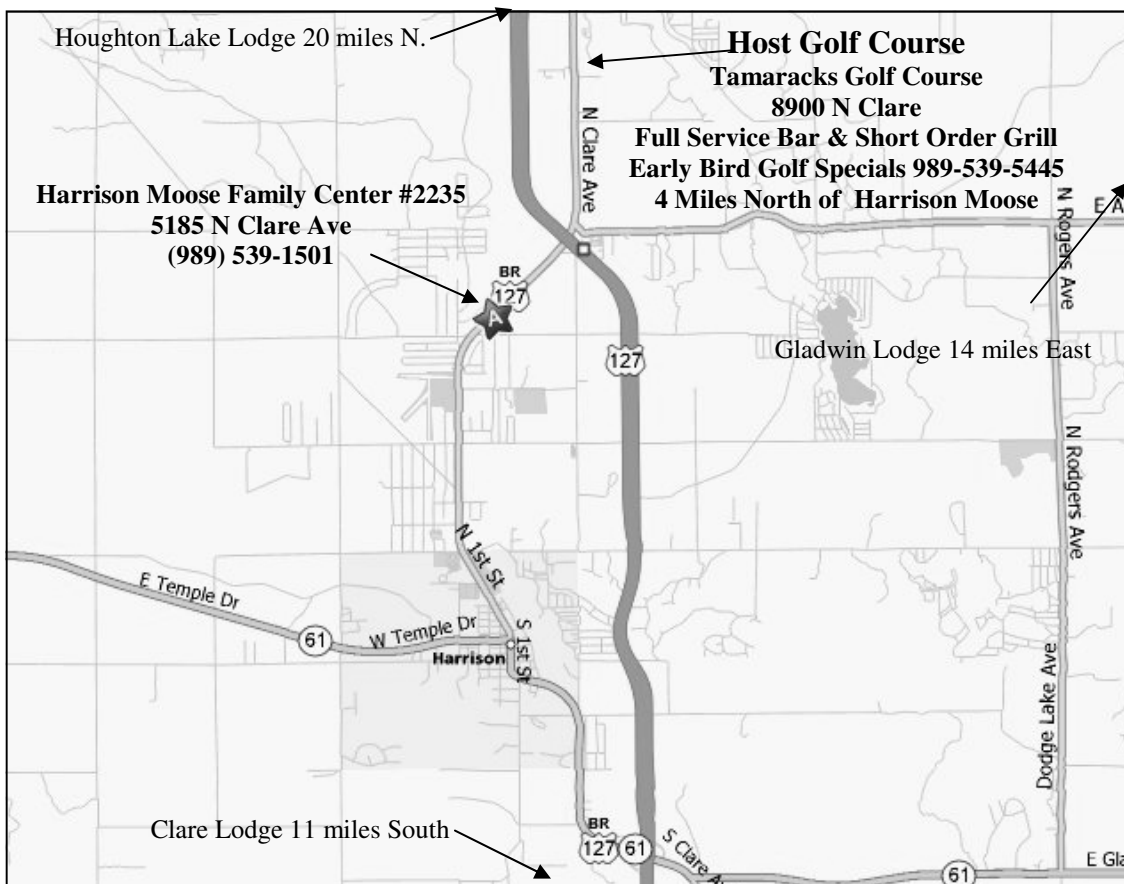 Houghton Lake Lodge 20 miles N.
Host Golf Course
Tamaracks Golf Course
8900 N Clare
Full Service Bar & Short Order Grill
Early Bird Golf Specials 989-539-5445
4 Miles North of Harrison Moose
N Clare Ave
Harrison Moose Family Center #2235
5185 N Clare Ave
(989) 539-1501
E A
N Rogers Ave
BR
127
A
127
Gladwin Lodge 14 miles East
N Rodgers Ave
N 1st St
E Temple Dr
61
W Temple Dr
S 1st St
Harrison
Dodge Lake Ave
Clare Lodge 11 miles South
BR
127
61
S Clare Av
61
E Gla